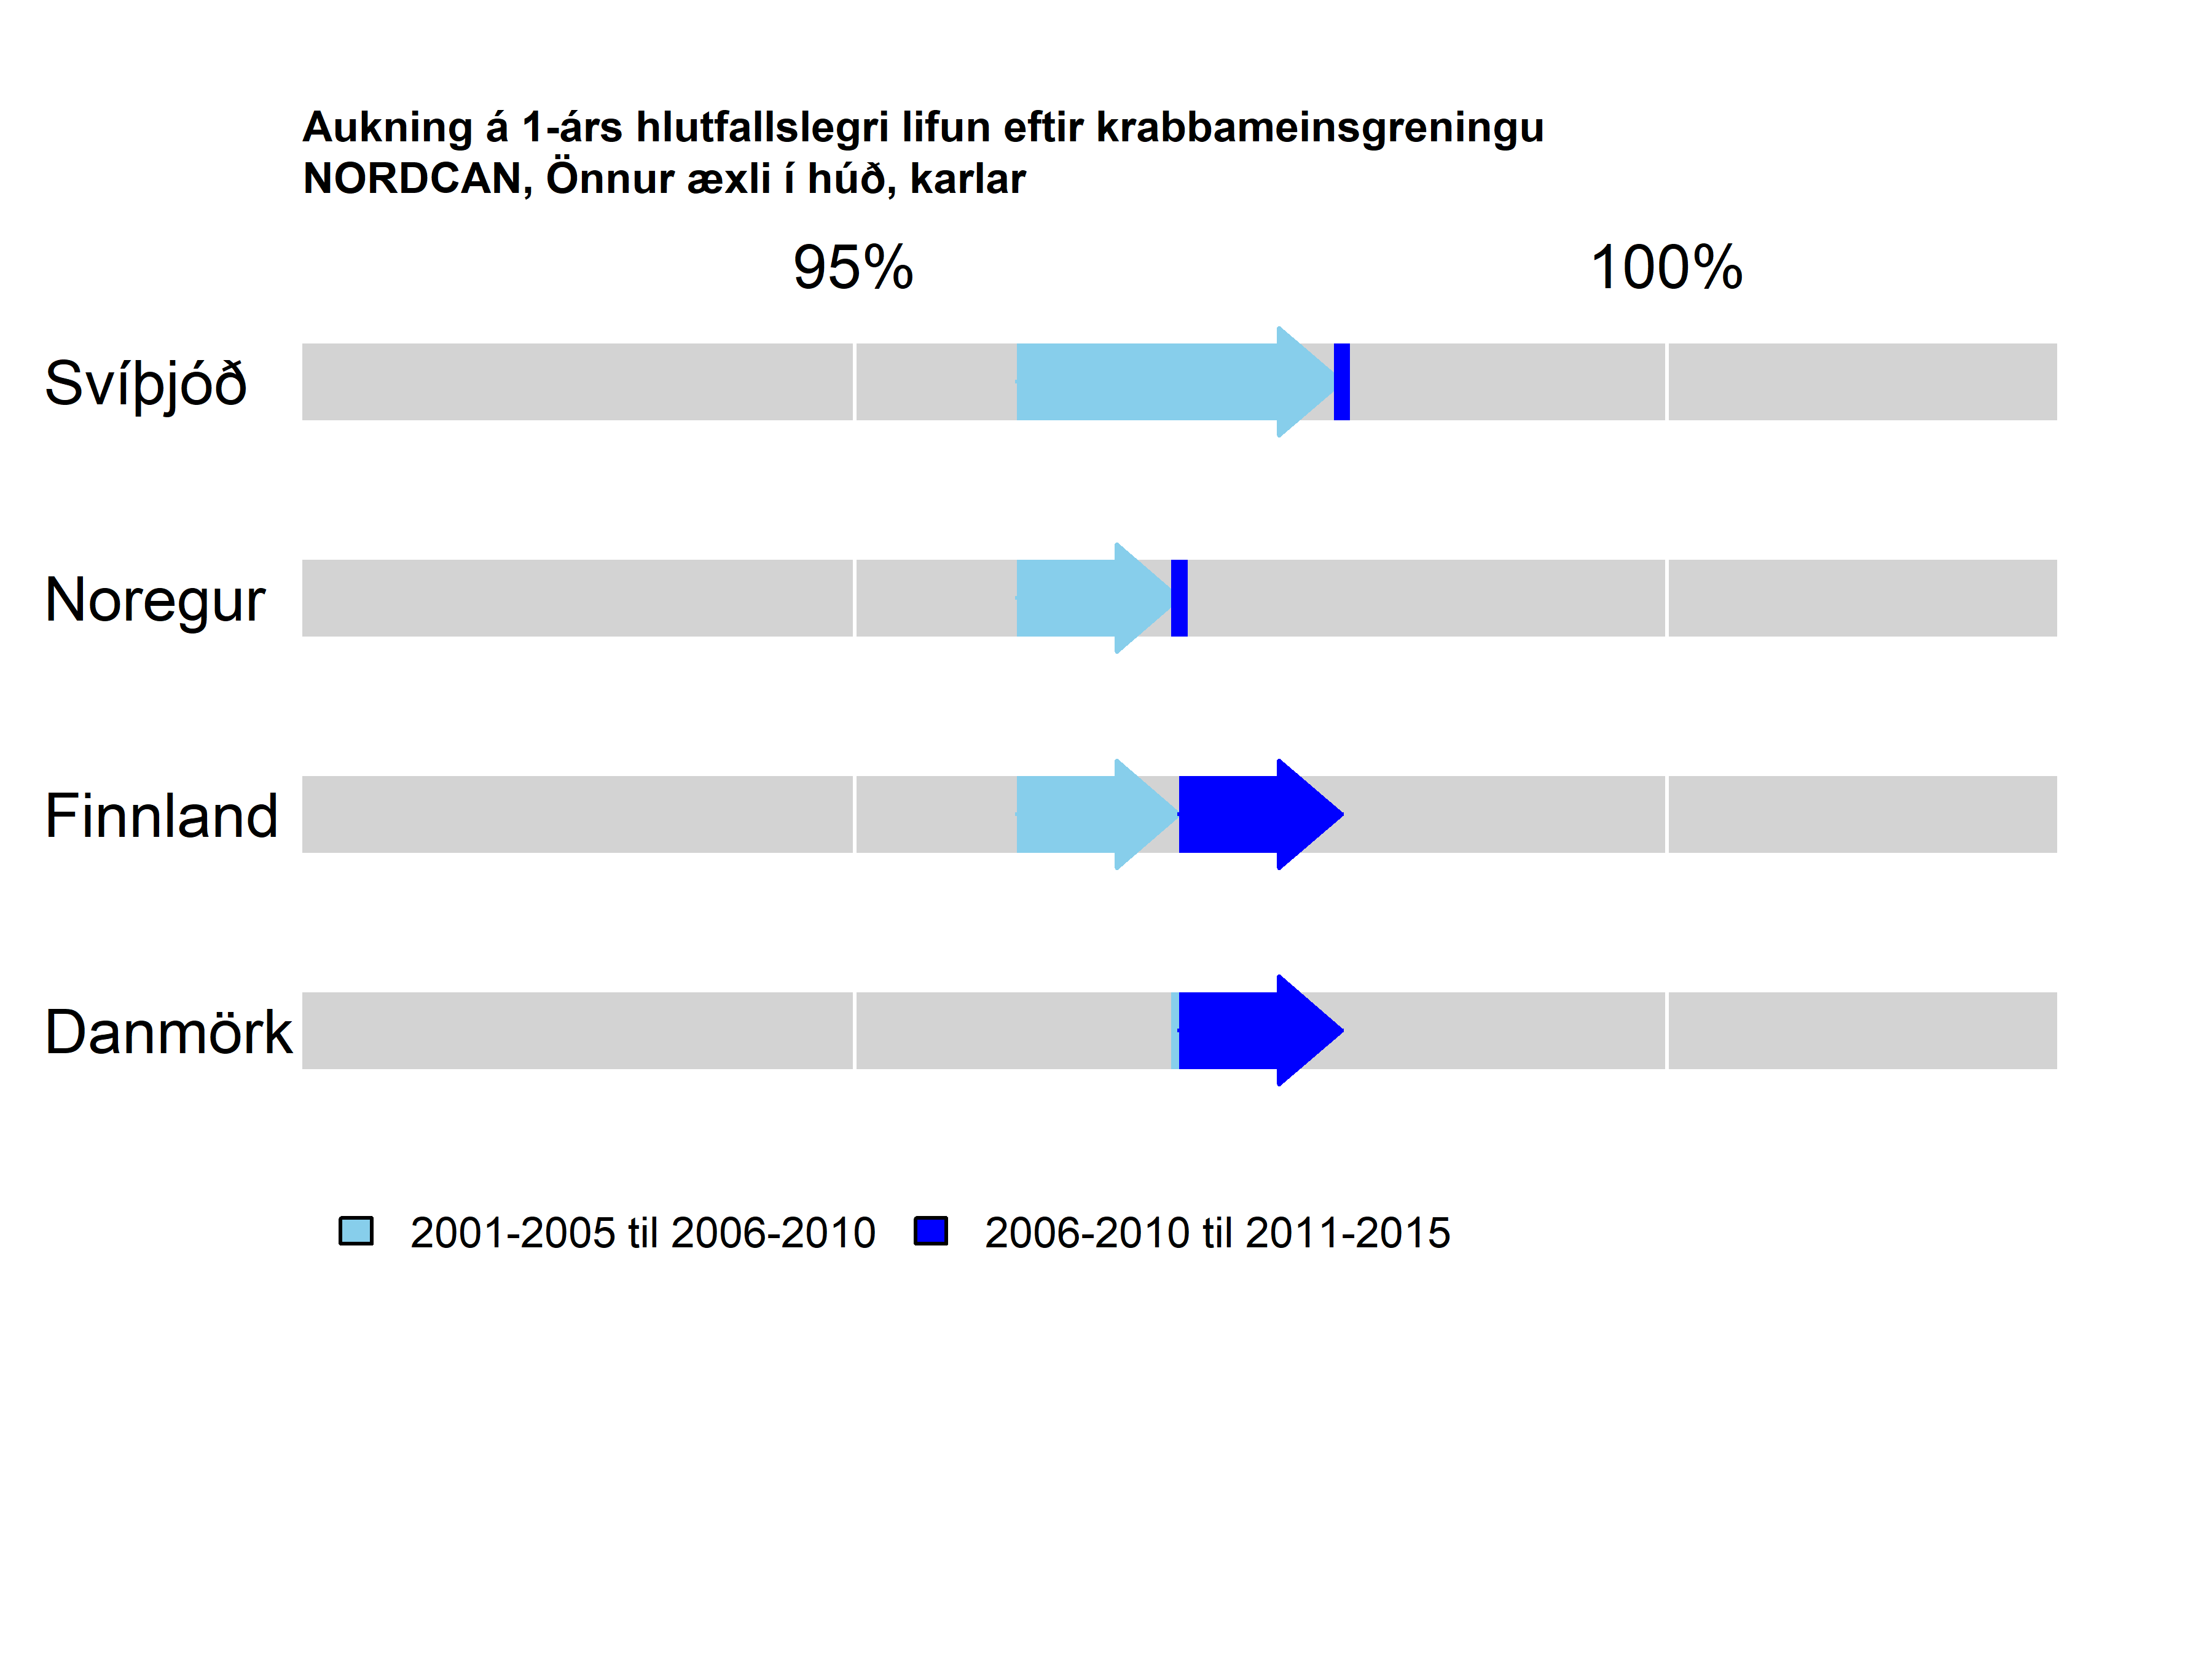 Aukning á 1-árs hlutfallslegri lifun eftir krabbameinsgreningu
NORDCAN, Önnur æxli í húð, karlar
95% 100%
Svíþjóð
Noregur
Finnland
Danmörk
2001-2005 til 2006-2010 2006-2010 til 2011-2015